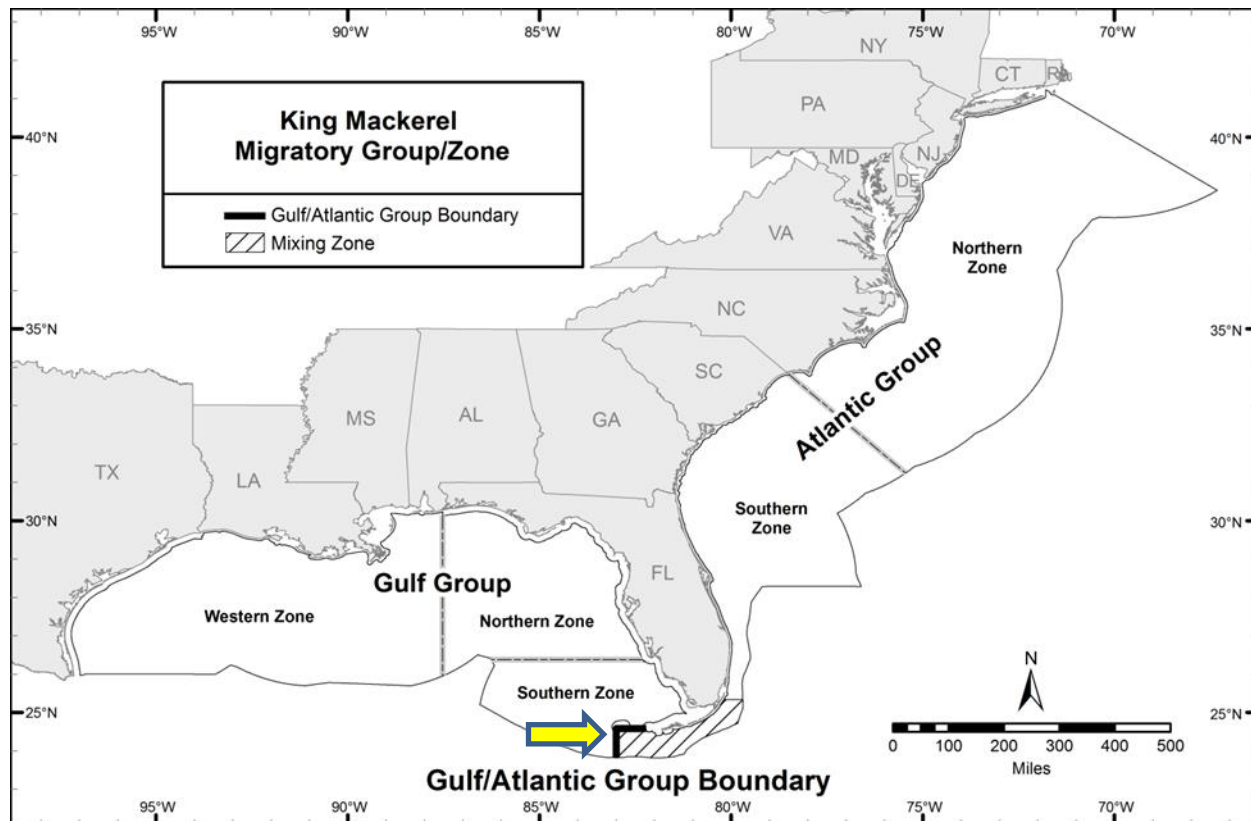 95°W 90°W 85°W 80°W 75°W 70°W
King Mackerel
Migratory Group/Zone
Gulf/Atlantic Group Boundary
Mixing Zone
40°N 40°N
35°N 35°N
30°N 30°N
25°N 25°N
NY
CT
RI
PA
NJ
MD
DE
VA
NC
SC
MS
AL
GA
TX
LA
FL
Northern
Zone
Atlantic Group
Southern
Zone
Gulf Group
Western Zone
Northern Zone
Southern Zone
Gulf/Atlantic Group Boundary
N
0 100 200 300 400 500
Miles
95°W 90°W 85°W 80°W 75°W 70°W